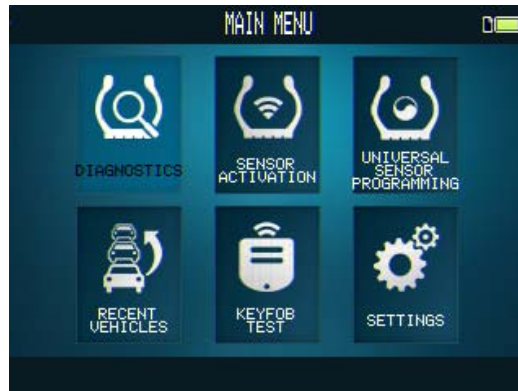 MAIN MENU
DIAGNOSTICS
SENSOR
ACTIVATION
UNIVERSAL
SENSOR
PROGRAMMING
RECENT
VEHICLES
KEYFOB
TEST
SETTINGS